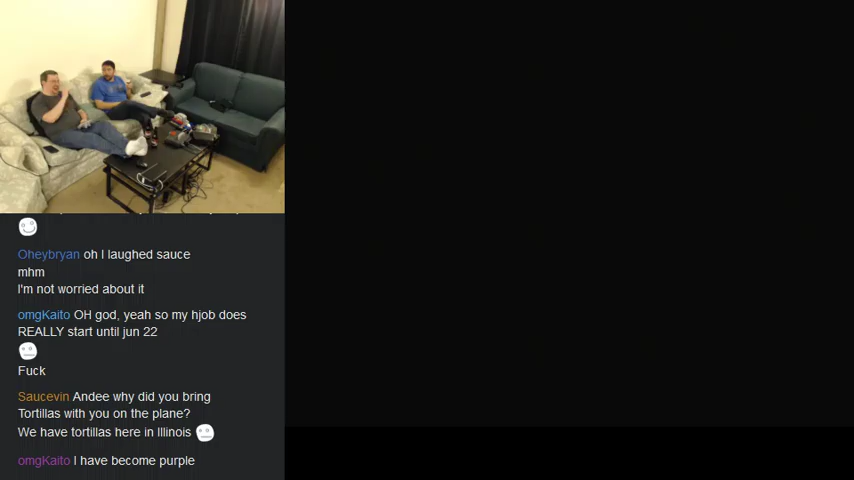 Oheybryan oh I laughed sauce
mhm
I'm not worried about it
omgKaito OH god, yeah so my hjob does
REALLY start until jun 22
Fuck
Saucevin Andee why did you bring
Tortillas with you on the plane?
We have tortillas here in Illinois
omgKaito I have become purple